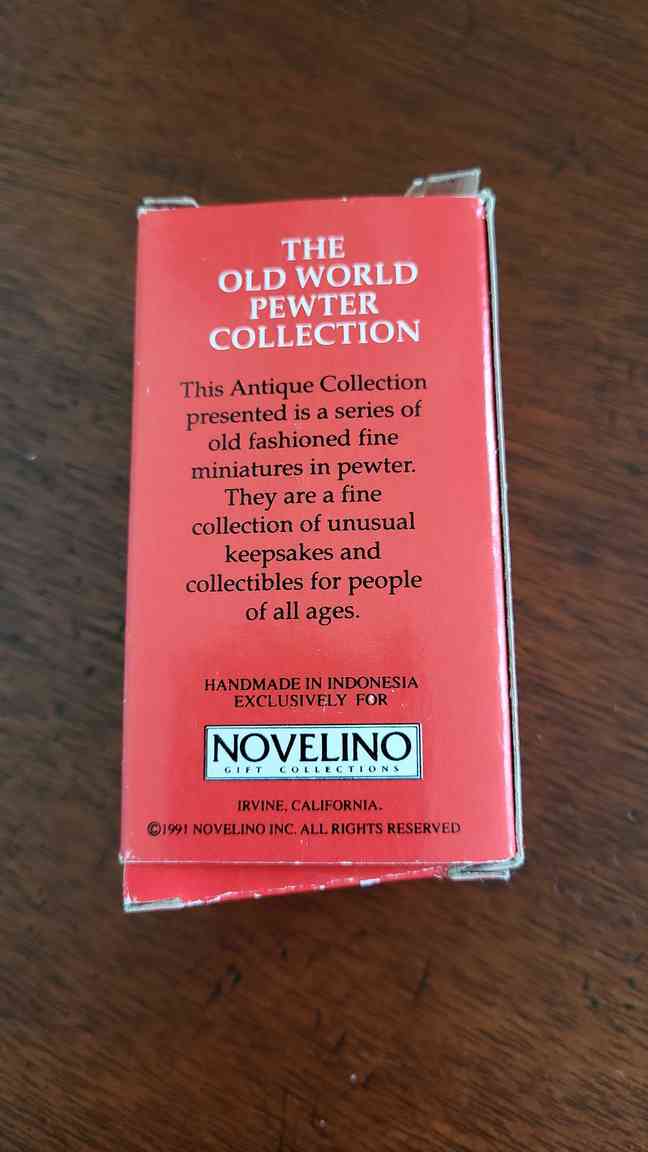 THE
OLD WORLD
PEWTER
COLLECTION
This Antique Collection
presented is a series of
old fashioned fine
miniatures in pewter.
They are a fine
collection of unusual
keepsakes and
collectibles for people
of all ages.
HANDMADE IN INDONESIA
EXCLUSIVELY FOR
NOVELINO
GIFT COLLECTIONS
IRVINE, CALIFORNIA.
©1991 NOVELINO INC. ALL RIGHTS RESERVED